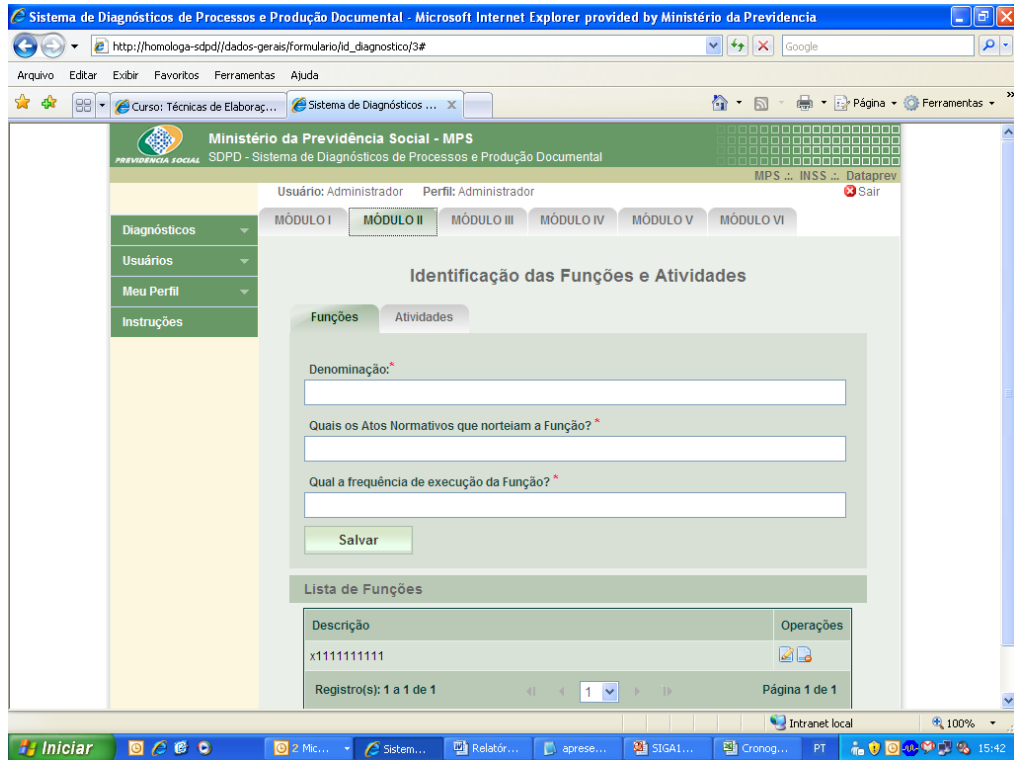 Sistema de Diagnósticos de Processos e Produção Documental - Microsoft Internet Explorer provided by Ministério da Previdencia
http://homologa-sdpd//dados-gerais/formulario/id_diagnostico/3#
Google
Arquivo Editar Exibir Favoritos Ferramentas Ajuda
Curso: Técnicas de Elaboraç... Sistema de Diagnósticos ... X Página Ferramentas »
PREVIDÊNCIA SOCIAL
Ministério da Previdência Social - MPS
SDPD - Sistema de Diagnósticos de Processos e Produção Documental
MPS .:. INSS .:. Dataprev
Usuário: Administrador Perfil: Administrador Sair
MÓDULO I MÓDULO II MÓDULO III MÓDULO IV MÓDULO V MÓDULO VI
Diagnósticos
Usuários
Meu Perfil
Instruções
Identificação das Funções e Atividades
Funções Atividades
Denominação:*
Quais os Atos Normativos que norteiam a Função? *
Qual a frequência de execução da Função? *
Salvar
Lista de Funções
Descrição Operações
x1111111111
Registro(s): 1 a 1 de 1 1 Página 1 de 1
Intranet local 100%
Iniciar 2 Mic... Sistem... Relatór... aprese... SIGA1... Cronog... PT 15:42